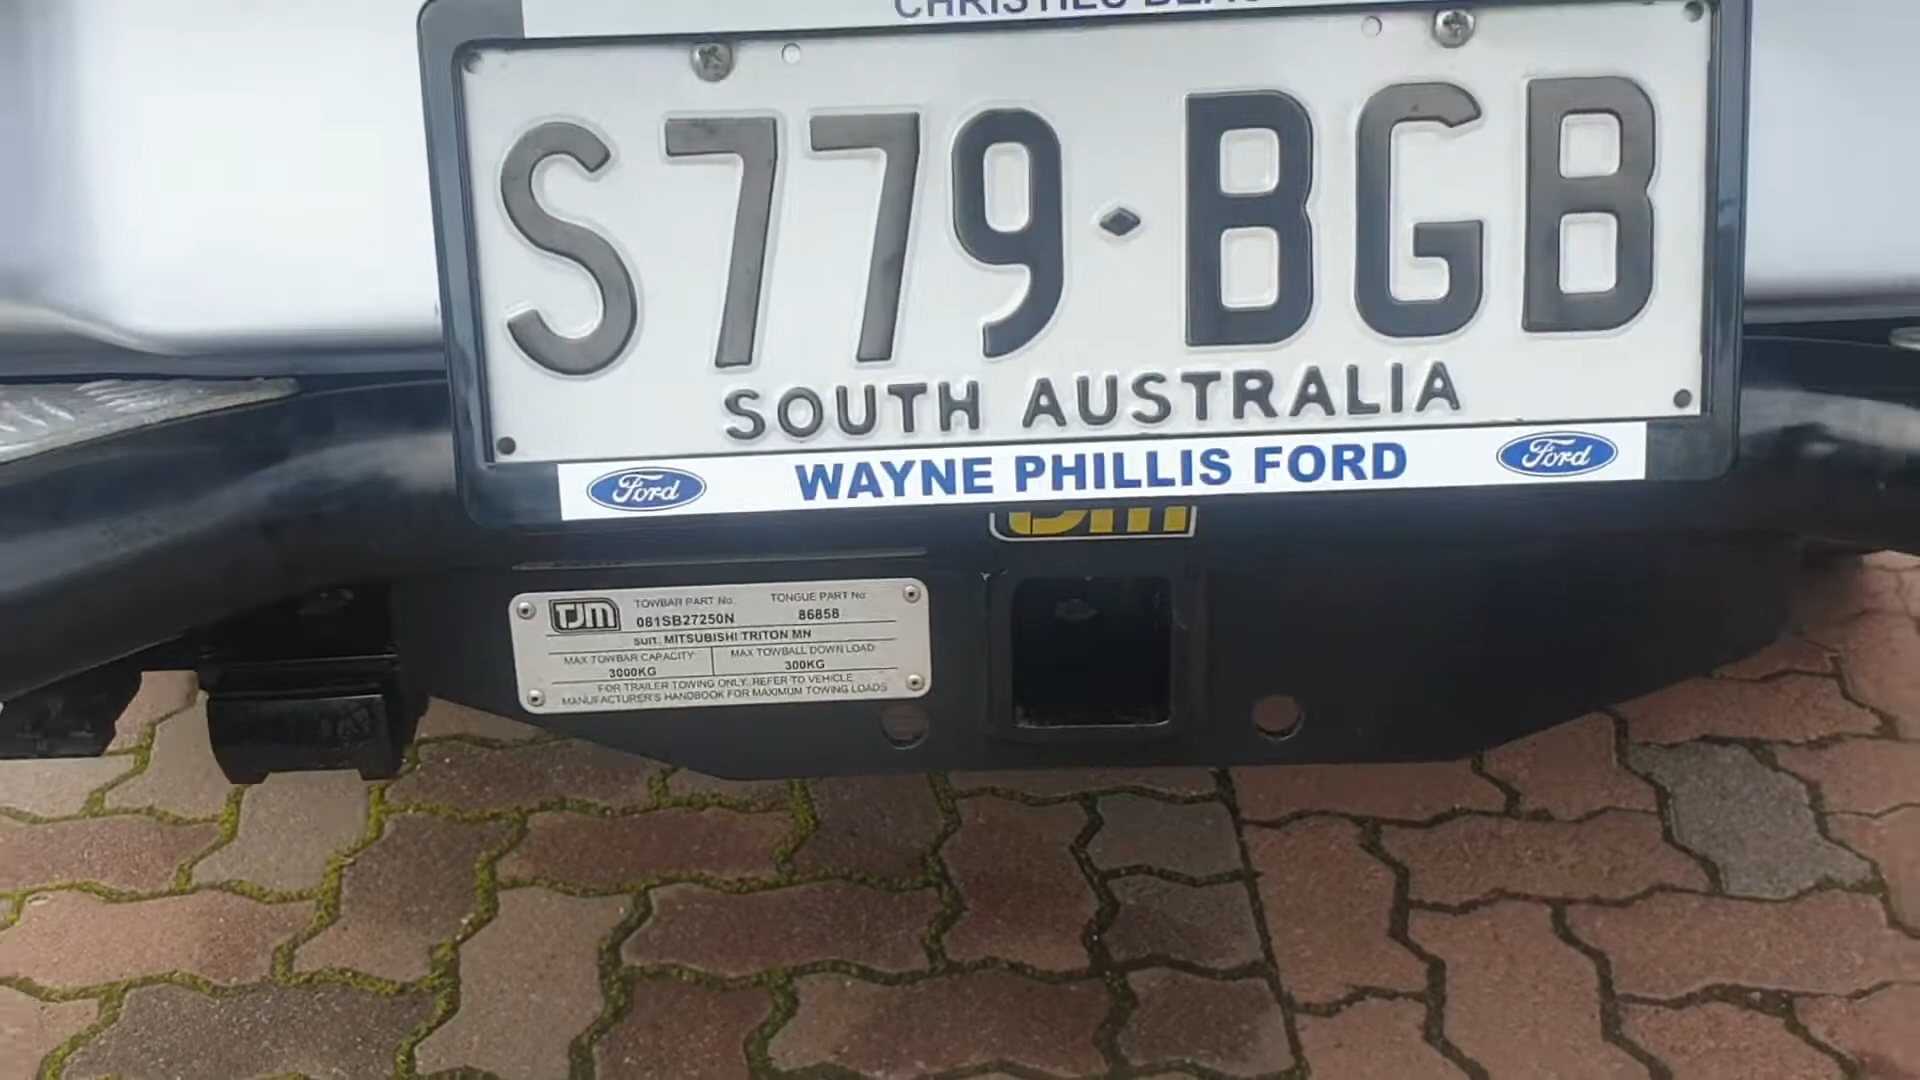 CHRISTIES
S779·BGB
SOUTH AUSTRALIA
Ford WAYNE PHILLIS FORD Ford
TJM
TOWBAR PART No: TONGUE PART No:
081SB27250N 86858
SUIT. MITSUBISHI TRITON MN
MAX TOWBAR CAPACITY: MAX TOWBALL DOWN LOAD
3000KG 300KG
FOR TRAILER TOWING ONLY. REFER TO VEHICLE
MANUFACTURER'S HANDBOOK FOR MAXIMUM TOWING LOADS